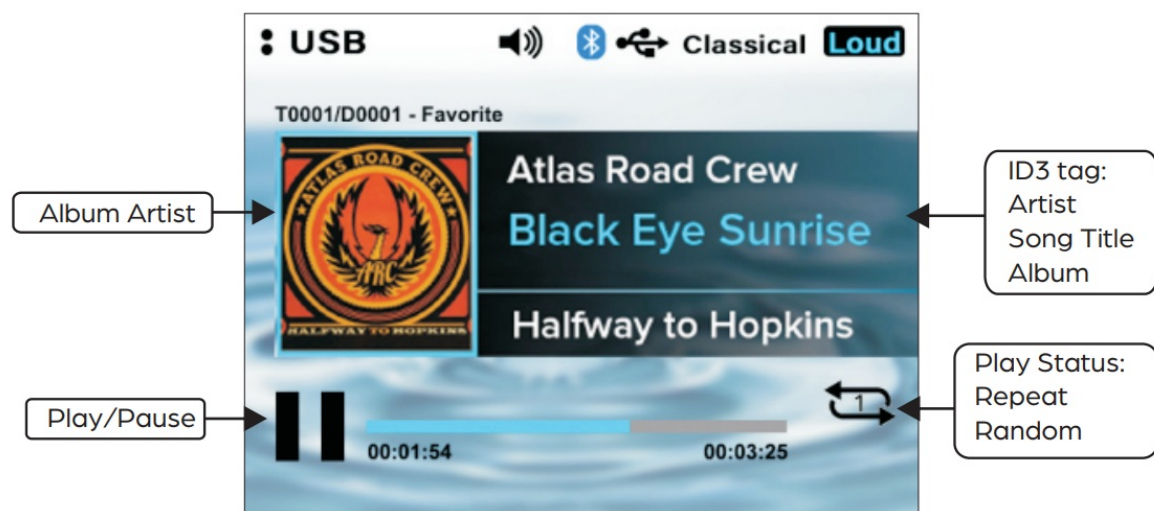 USB Classical Loud
T0001/D0001 - Favorite
Album Artist
ATLAS ROAD CREW
ARC
HALFWAY TO HOPKINS
Atlas Road Crew
Black Eye Sunrise
Halfway to Hopkins
ID3 tag:
Artist
Song Title
Album
Play/Pause
00:01:54 00:03:25
1
Play Status:
Repeat
Random